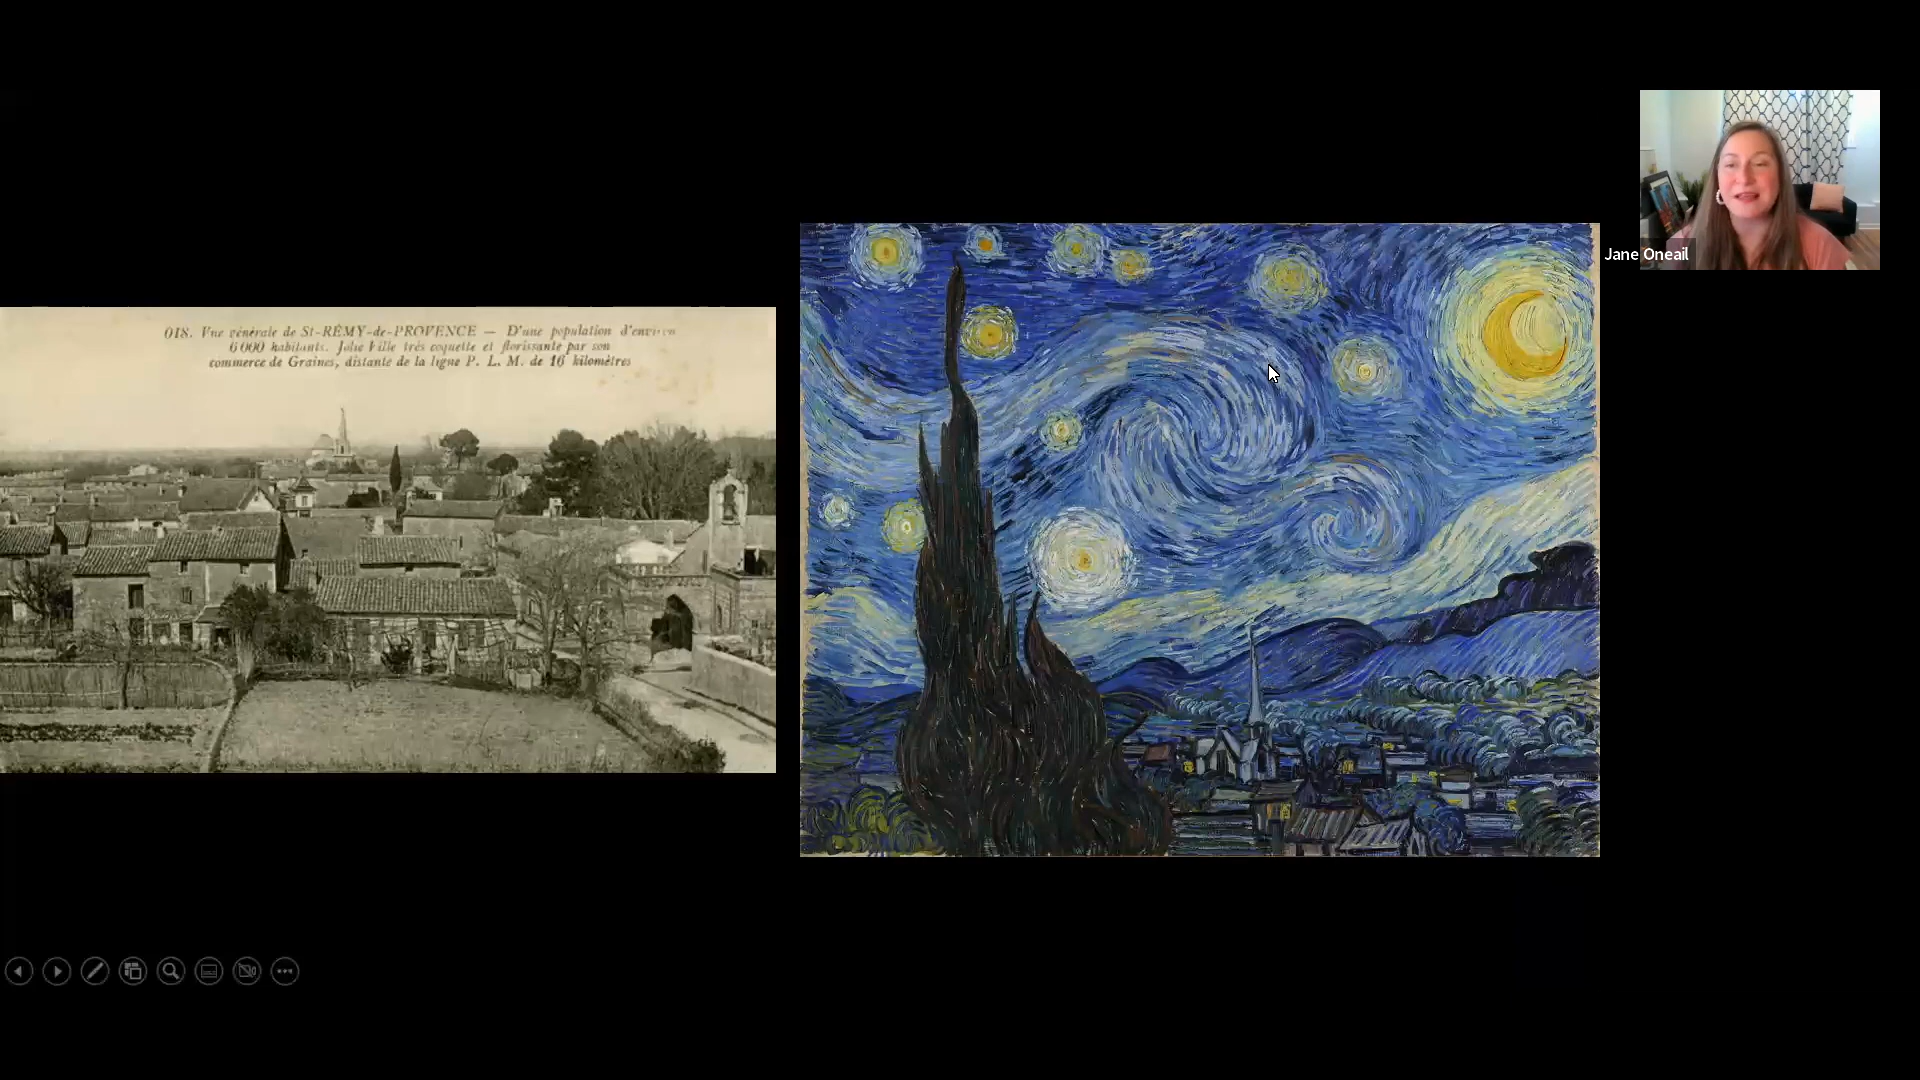 018. Vue générale de St-RÉMY-de-PROVENCE — D'une population d'environ
6000 habitants. Jolie Ville très coquette et florissante par son
commerce de Graines, distante de la ligne P. L. M. de 16 kilomètres
Jane Oneail